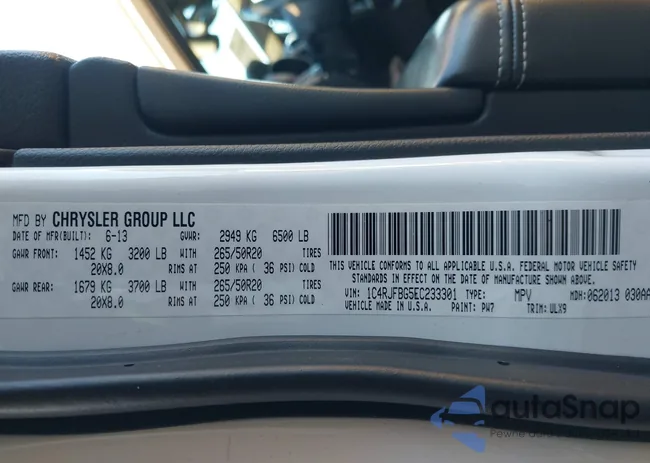 MFD BY CHRYSLER GROUP LLC
DATE OF MFR(BUILT): 6-13 GVWR: 2949 KG 6500 LB
GAWR FRONT: 1452 KG 3200 LB WITH 265/50R20 TIRES
20X8.0 RIMS AT 250 KPA ( 36 PSI) COLD
GAWR REAR: 1679 KG 3700 LB WITH 265/50R20 TIRES
20X8.0 RIMS AT 250 KPA ( 36 PSI) COLD
THIS VEHICLE CONFORMS TO ALL APPLICABLE U.S.A. FEDERAL MOTOR VEHICLE SAFETY
STANDARDS IN EFFECT ON THE DATE OF MANUFACTURE SHOWN ABOVE.
VIN: 1C4RJFBG5EC233301 TYPE: MPV MDH:062013 030AA
VEHICLE MADE IN U.S.A. PAINT: PW7 TRIM: ULX9
autaSnap